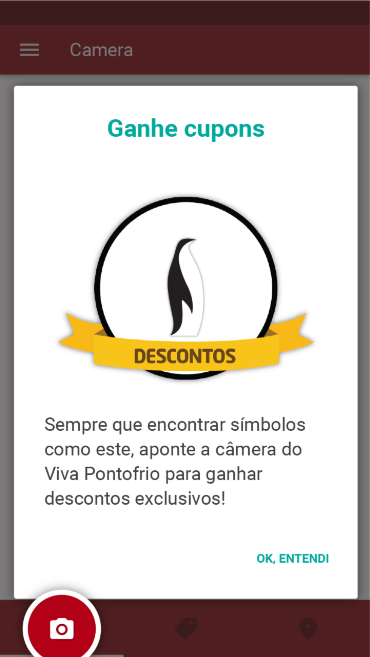 Camera
Ganhe cupons
DESCONTOS
Sempre que encontrar símbolos
como este, aponte a câmera do
Viva Pontofrio para ganhar
descontos exclusivos!
OK, ENTENDI